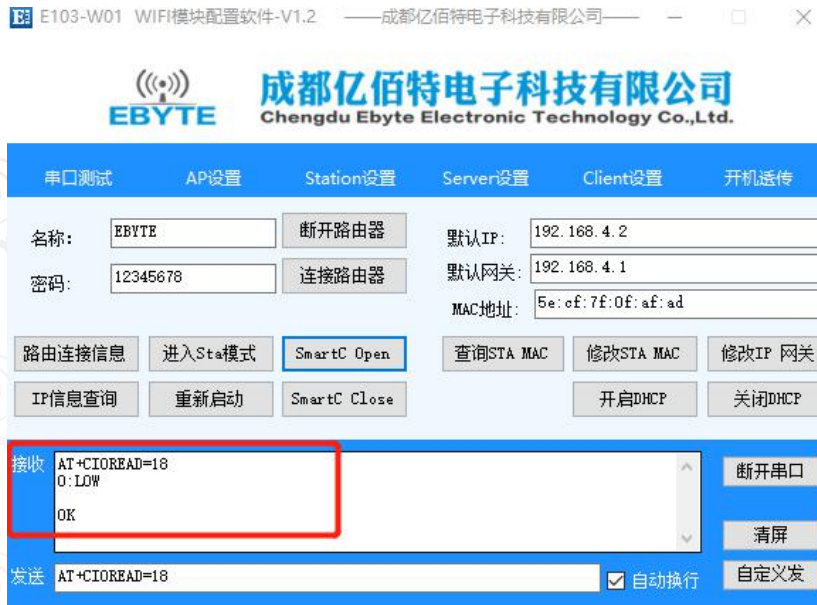 E103-W01 WIFI模块配置软件-V1.2 ——成都亿佰特电子科技有限公司——
EBYTE
成都亿佰特电子科技有限公司
Chengdu Ebyte Electronic Technology Co.,Ltd.
串口测试 AP设置 Station设置 Server设置 Client设置 开机透传
名称: EBYTE 断开路由器 默认IP: 192.168.4.2
密码: 12345678 连接路由器 默认网关: 192.168.4.1
MAC地址: 5e:cf:7f:0f:af:ad
路由连接信息 进入Sta模式 SmartC Open 查询STA MAC 修改STA MAC 修改IP 网关
IP信息查询 重新启动 SmartC Close 开启DHCP 关闭DHCP
接收 AT+CIOREAD=18 断开串口
0:LOW
OK
清屏
发送 AT+CIOREAD=18 自动换行 自定义发